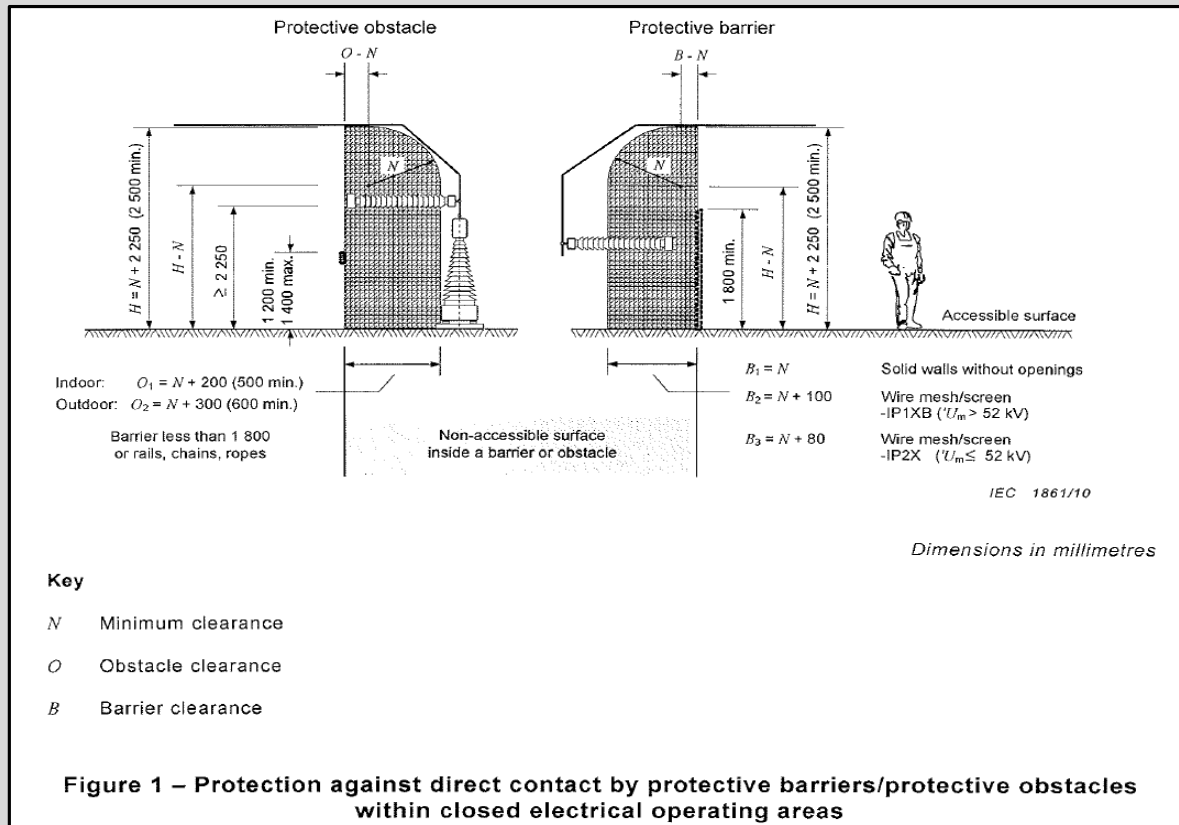 Protective obstacle
O - N
Protective barrier
B - N
H = N + 2 250 (2 500 min.)
H - N
≥ 2 250
1 200 min.
1 400 max.
N
N
1 800 min.
H - N
H = N + 2 250 (2 500 min.)
Accessible surface
Indoor: O1 = N + 200 (500 min.)
Outdoor: O2 = N + 300 (600 min.)
Barrier less than 1 800
or rails, chains, ropes
Non-accessible surface
inside a barrier or obstacle
B1 = N Solid walls without openings
B2 = N + 100 Wire mesh/screen
-IP1XB ('Um > 52 kV)
B3 = N + 80 Wire mesh/screen
-IP2X ('Um ≤ 52 kV)
IEC 1861/10
Dimensions in millimetres
Key
N Minimum clearance
O Obstacle clearance
B Barrier clearance
Figure 1 – Protection against direct contact by protective barriers/protective obstacles
within closed electrical operating areas